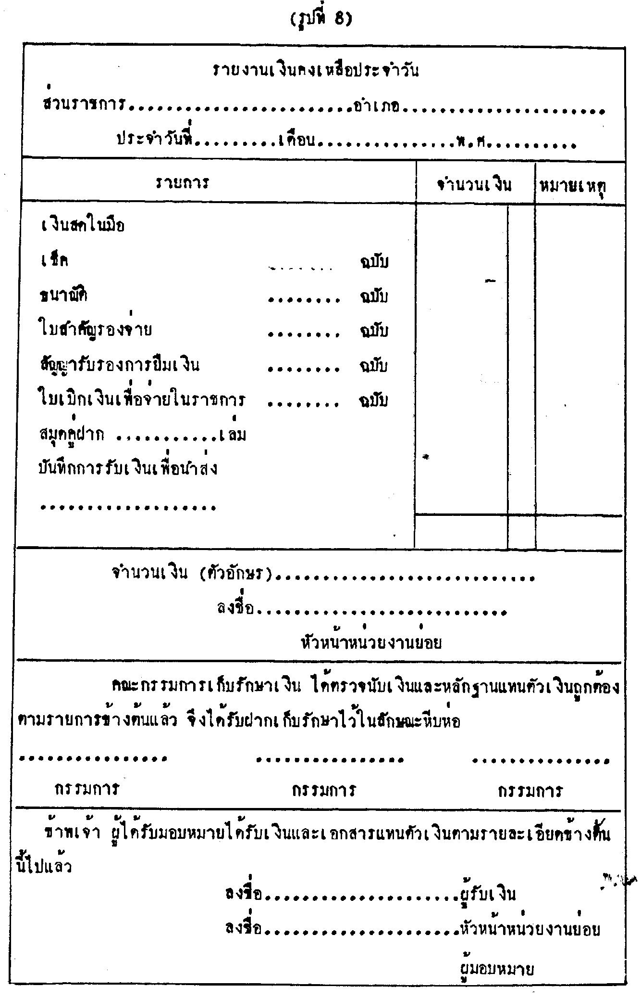 (รูปที่ 8)
รายงานเงินคงเหลือประจำวัน
ส่วนราชการ........................อำเภอ......................
ประจำวันที่.........เดือน...............พ.ศ..........
รายการ จำนวนเงิน หมายเหตุ
เงินสดในมือ
เช็ค ........ ฉบับ
ธนาณัติ ........ ฉบับ
ใบสำคัญรองจ่าย ........ ฉบับ
สัญญารับรองการยืมเงิน ........ ฉบับ
ใบเบิกเงินเพื่อจ่ายในราชการ ........ ฉบับ
สมุดคู่ฝาก ...........เล่ม
บันทึกการรับเงินเพื่อนำส่ง
...................
จำนวนเงิน (ตัวอักษร)............................
ลงชื่อ...........................
หัวหน้าหน่วยงานย่อย
คณะกรรมการเก็บรักษาเงิน ได้ตรวจนับเงินและหลักฐานแทนตัวเงินถูกต้อง
ตามรายการข้างต้นแล้ว จึงได้รับฝากเก็บรักษาไว้ในลักษณะหีบห่อ
................ ................ ...............
กรรมการ กรรมการ กรรมการ
ข้าพเจ้า ผู้ได้รับมอบหมายได้รับเงินและเอกสารแทนตัวเงินตามรายละเอียดข้างต้น
นี้ไปแล้ว
ลงชื่อ.....................ผู้รับเงิน
ลงชื่อ.....................หัวหน้าหน่วยงานย่อย
ผู้มอบหมาย